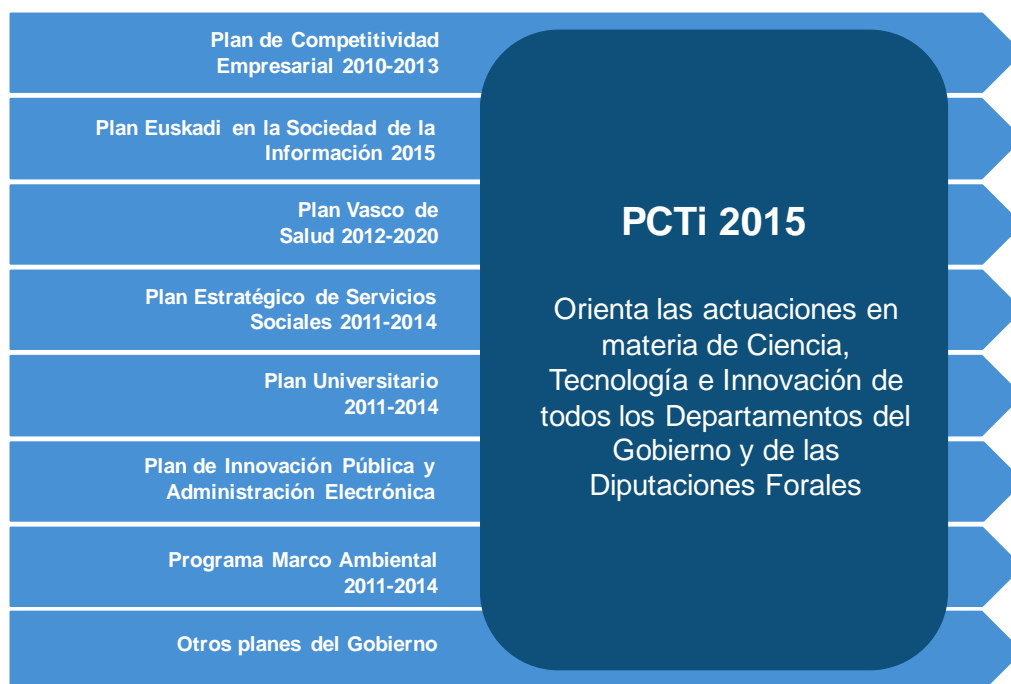 Plan de Competitividad
Empresarial 2010-2013
Plan Euskadi en la Sociedad de la
Información 2015
Plan Vasco de
Salud 2012-2020
Plan Estratégico de Servicios
Sociales 2011-2014
Plan Universitario
2011-2014
Plan de Innovación Pública y
Administración Electrónica
Programa Marco Ambiental
2011-2014
Otros planes del Gobierno
PCTi 2015
Orienta las actuaciones en
materia de Ciencia,
Tecnología e Innovación de
todos los Departamentos del
Gobierno y de las
Diputaciones Forales